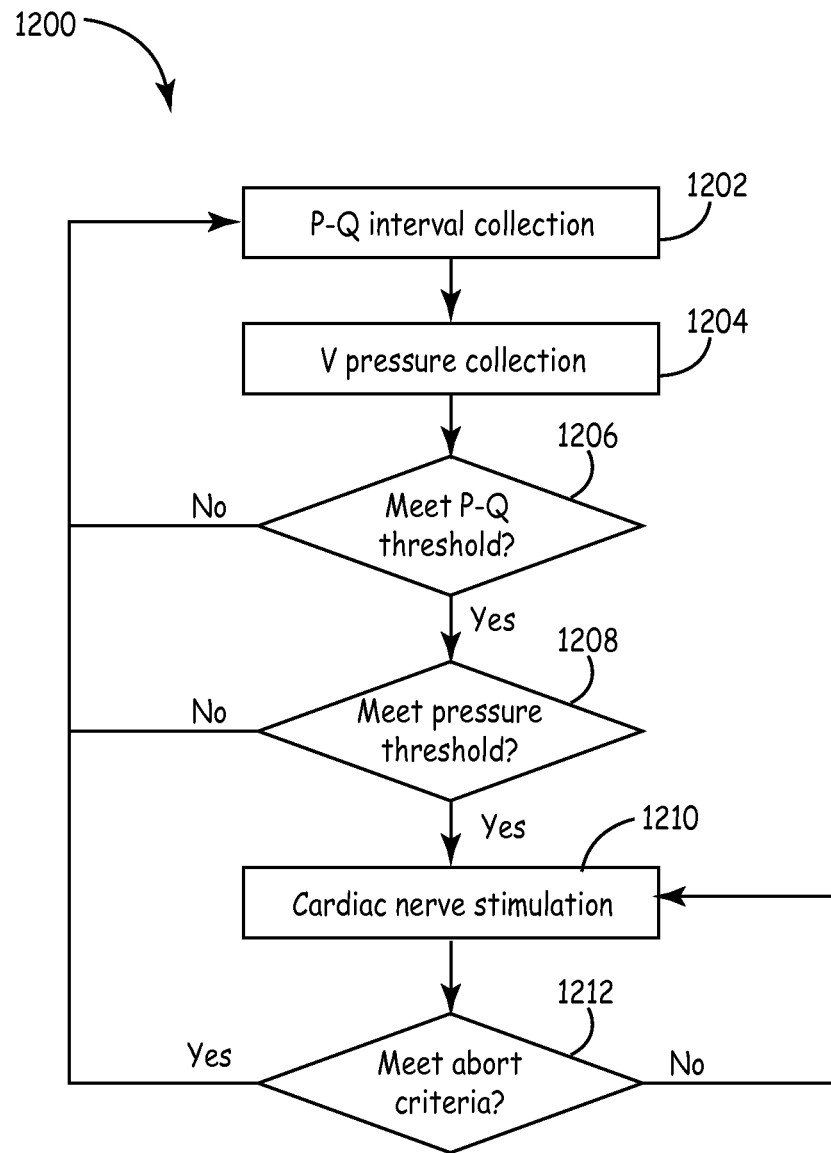 1200
1202
P-Q interval collection
1204
V pressure collection
1206
Meet P-Q
threshold?
No
Yes
1208
Meet pressure
threshold?
No
Yes
1210
Cardiac nerve stimulation
1212
Yes
Meet abort
criteria?
No